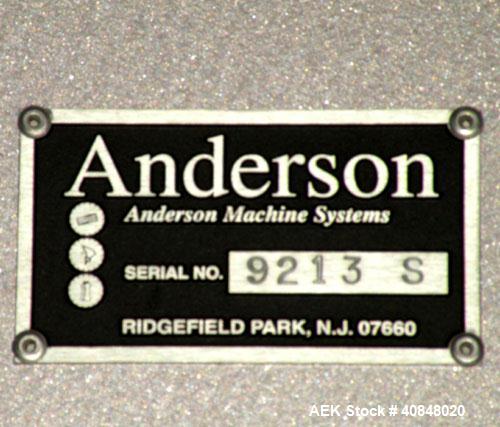 Anderson
Anderson Machine Systems
SERIAL NO. 9213 S
RIDGEFIELD PARK, N.J. 07660
AEK Stock # 40848020